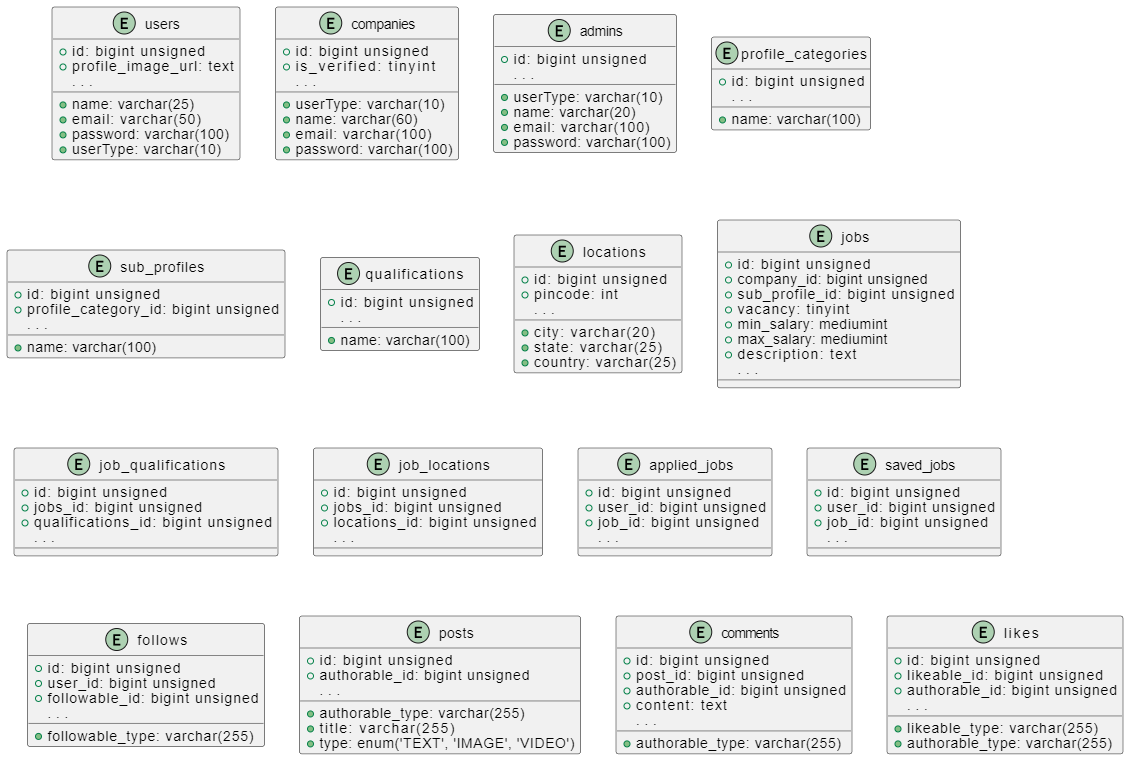 E users
id: bigint unsigned
profile_image_url: text
. . .
name: varchar(25)
email: varchar(50)
password: varchar(100)
userType: varchar(10)
E companies
id: bigint unsigned
is_verified: tinyint
. . .
userType: varchar(10)
name: varchar(60)
email: varchar(100)
password: varchar(100)
E admins
id: bigint unsigned
. . .
userType: varchar(10)
name: varchar(20)
email: varchar(100)
password: varchar(100)
E profile_categories
id: bigint unsigned
. . .
name: varchar(100)
E sub_profiles
id: bigint unsigned
profile_category_id: bigint unsigned
. . .
name: varchar(100)
E qualifications
id: bigint unsigned
. . .
name: varchar(100)
E locations
id: bigint unsigned
pincode: int
. . .
city: varchar(20)
state: varchar(25)
country: varchar(25)
E jobs
id: bigint unsigned
company_id: bigint unsigned
sub_profile_id: bigint unsigned
vacancy: tinyint
min_salary: mediumint
max_salary: mediumint
description: text
. . .
E job_qualifications
id: bigint unsigned
jobs_id: bigint unsigned
qualifications_id: bigint unsigned
. . .
E job_locations
id: bigint unsigned
jobs_id: bigint unsigned
locations_id: bigint unsigned
. . .
E applied_jobs
id: bigint unsigned
user_id: bigint unsigned
job_id: bigint unsigned
. . .
E saved_jobs
id: bigint unsigned
user_id: bigint unsigned
job_id: bigint unsigned
. . .
E follows
id: bigint unsigned
user_id: bigint unsigned
followable_id: bigint unsigned
. . .
followable_type: varchar(255)
E posts
id: bigint unsigned
authorable_id: bigint unsigned
. . .
authorable_type: varchar(255)
title: varchar(255)
type: enum('TEXT', 'IMAGE', 'VIDEO')
E comments
id: bigint unsigned
post_id: bigint unsigned
authorable_id: bigint unsigned
content: text
. . .
authorable_type: varchar(255)
E likes
id: bigint unsigned
likeable_id: bigint unsigned
authorable_id: bigint unsigned
. . .
likeable_type: varchar(255)
authorable_type: varchar(255)